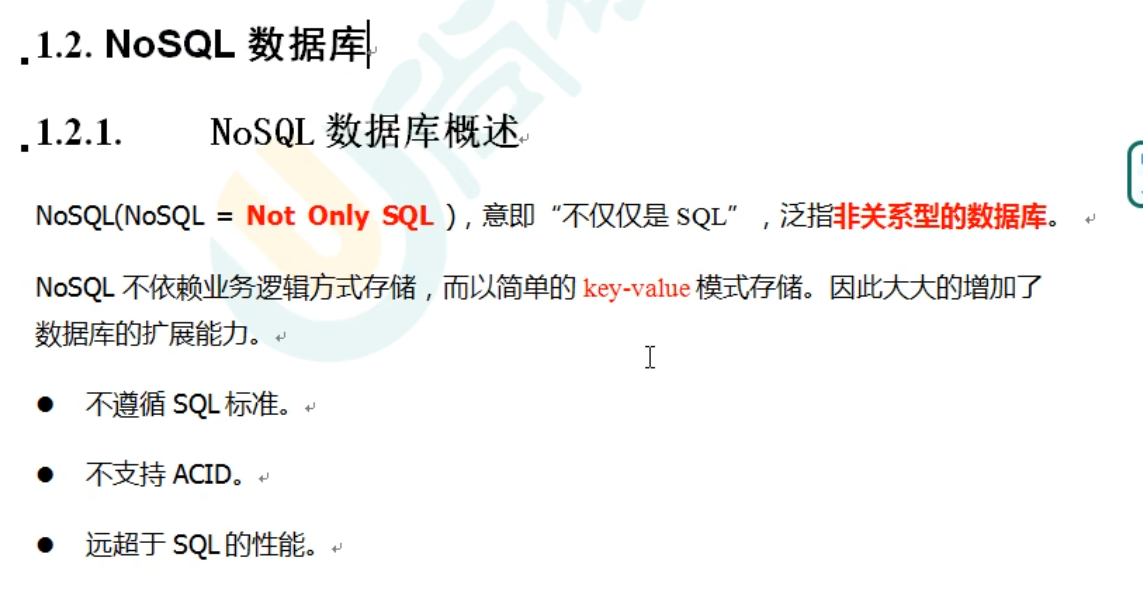 1.2. NoSQL 数据库
1.2.1. NoSQL 数据库概述
NoSQL(NoSQL = Not Only SQL )，意即“不仅仅是 SQL”，泛指非关系型的数据库。
NoSQL 不依赖业务逻辑方式存储，而以简单的 key-value 模式存储。因此大大的增加了
数据库的扩展能力。
● 不遵循 SQL 标准。
● 不支持 ACID。
● 远超于 SQL 的性能。